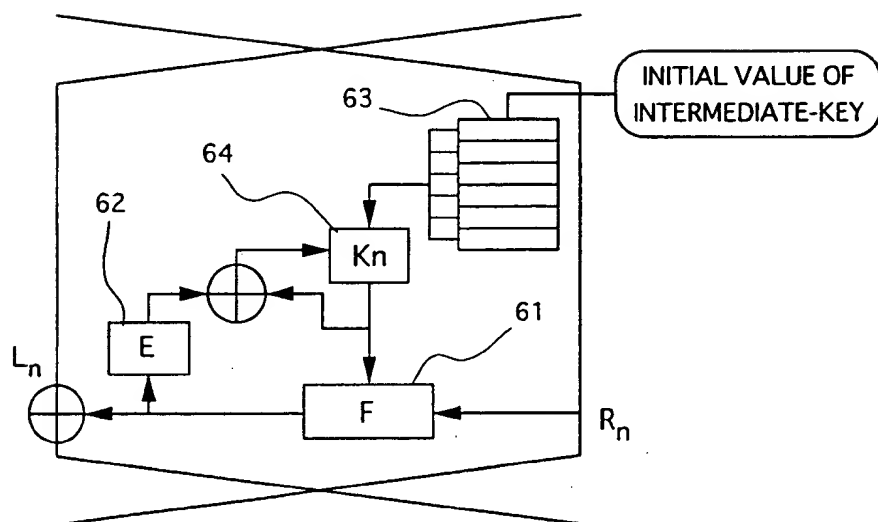 INITIAL VALUE OF
INTERMEDIATE-KEY
63
64
62
Kn
61
E
Ln
F
Rn